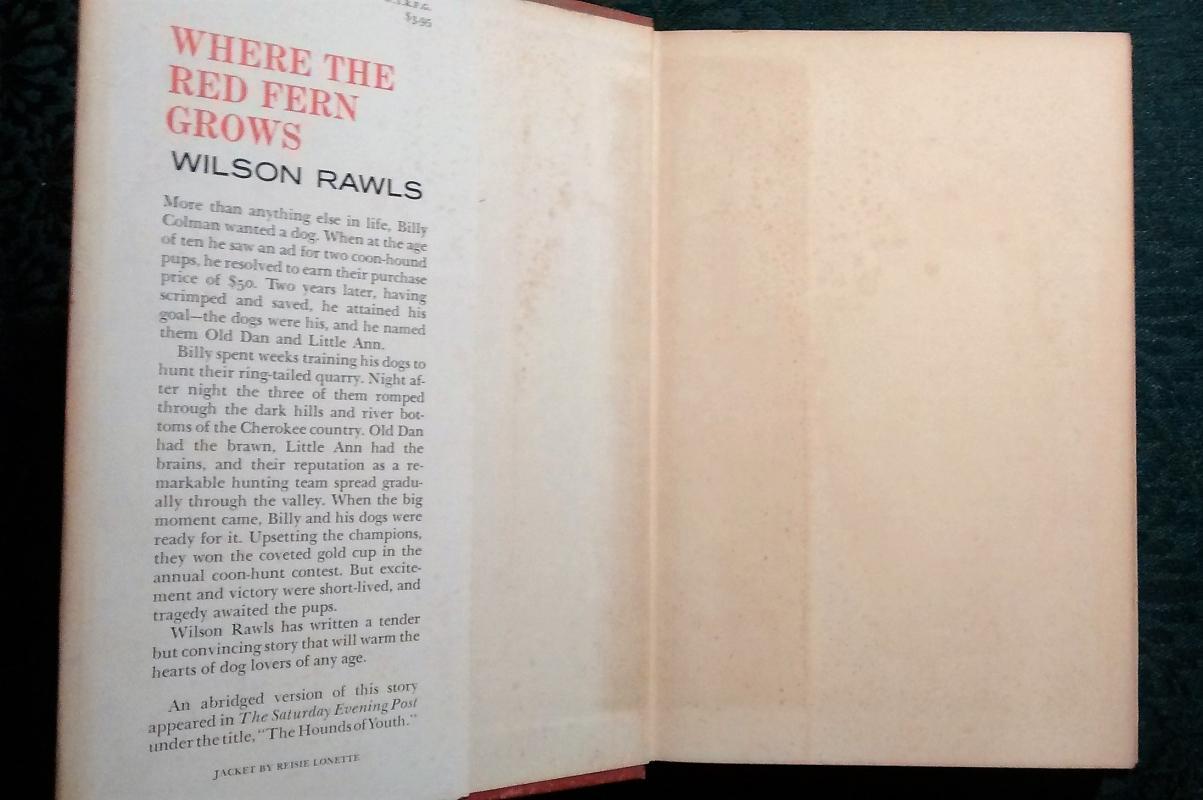 $3.95
WHERE THE
RED FERN
GROWS
WILSON RAWLS
More than anything else in life, Billy
Colman wanted a dog. When at the age
of ten he saw an ad for two coon-hound
pups, he resolved to earn their purchase
price of $50. Two years later, having
scrimped and saved, he attained his
goal—the dogs were his, and he named
them Old Dan and Little Ann.
Billy spent weeks training his dogs to
hunt their ring-tailed quarry. Night af-
ter night the three of them romped
through the dark hills and river bot-
toms of the Cherokee country. Old Dan
had the brawn, Little Ann had the
brains, and their reputation as a re-
markable hunting team spread gradu-
ally through the valley. When the big
moment came, Billy and his dogs were
ready for it. Upsetting the champions,
they won the coveted gold cup in the
annual coon-hunt contest. But excite-
ment and victory were short-lived, and
tragedy awaited the pups.
Wilson Rawls has written a tender
but convincing story that will warm the
hearts of dog lovers of any age.
An abridged version of this story
appeared in The Saturday Evening Post
under the title, "The Hounds of Youth."
JACKET BY REISIE LONETTE